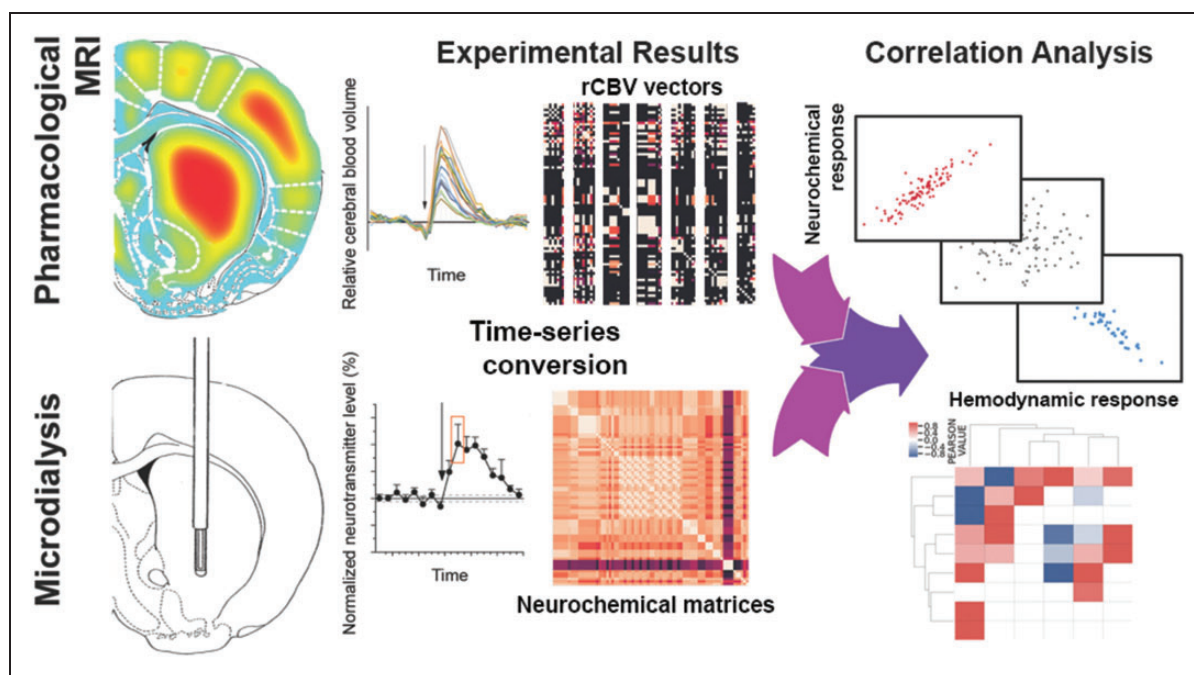 Pharmacological
MRI
Experimental Results
rCBV vectors
Relative cerebral blood volume
Time
Time-series
conversion
Microdialysis
Normalized neurotransmitter level (%)
Time
Neurochemical matrices
Correlation Analysis
Neurochemical
response
Hemodynamic response
PEARSON
VALUE